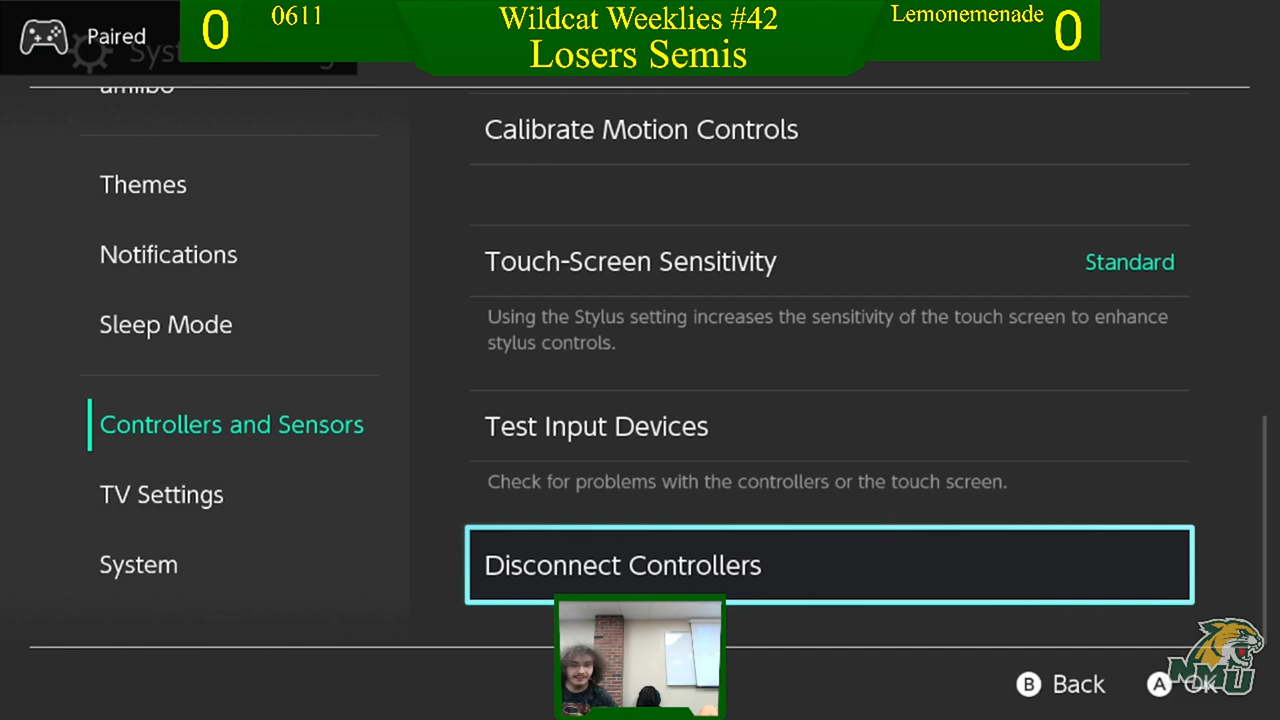 Paired
0
0611
Wildcat Weeklies #42
Losers Semis
Lemonemenade
0
amiibo
Themes
Notifications
Sleep Mode
Controllers and Sensors
TV Settings
System
Calibrate Motion Controls
Touch-Screen Sensitivity
Standard
Using the Stylus setting increases the sensitivity of the touch screen to enhance
stylus controls.
Test Input Devices
Check for problems with the controllers or the touch screen.
Disconnect Controllers
B Back
A OK
NMU